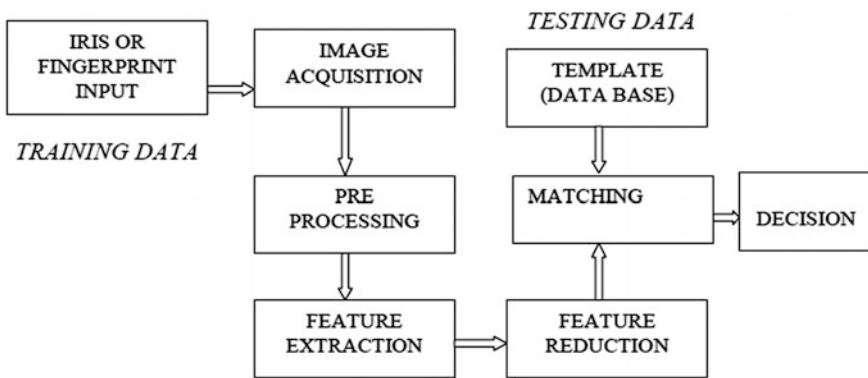 IRIS OR
FINGERPRINT
INPUT
TRAINING DATA
IMAGE
ACQUISITION
PRE
PROCESSING
FEATURE
EXTRACTION
FEATURE
REDUCTION
TESTING DATA
TEMPLATE
(DATA BASE)
MATCHING
DECISION